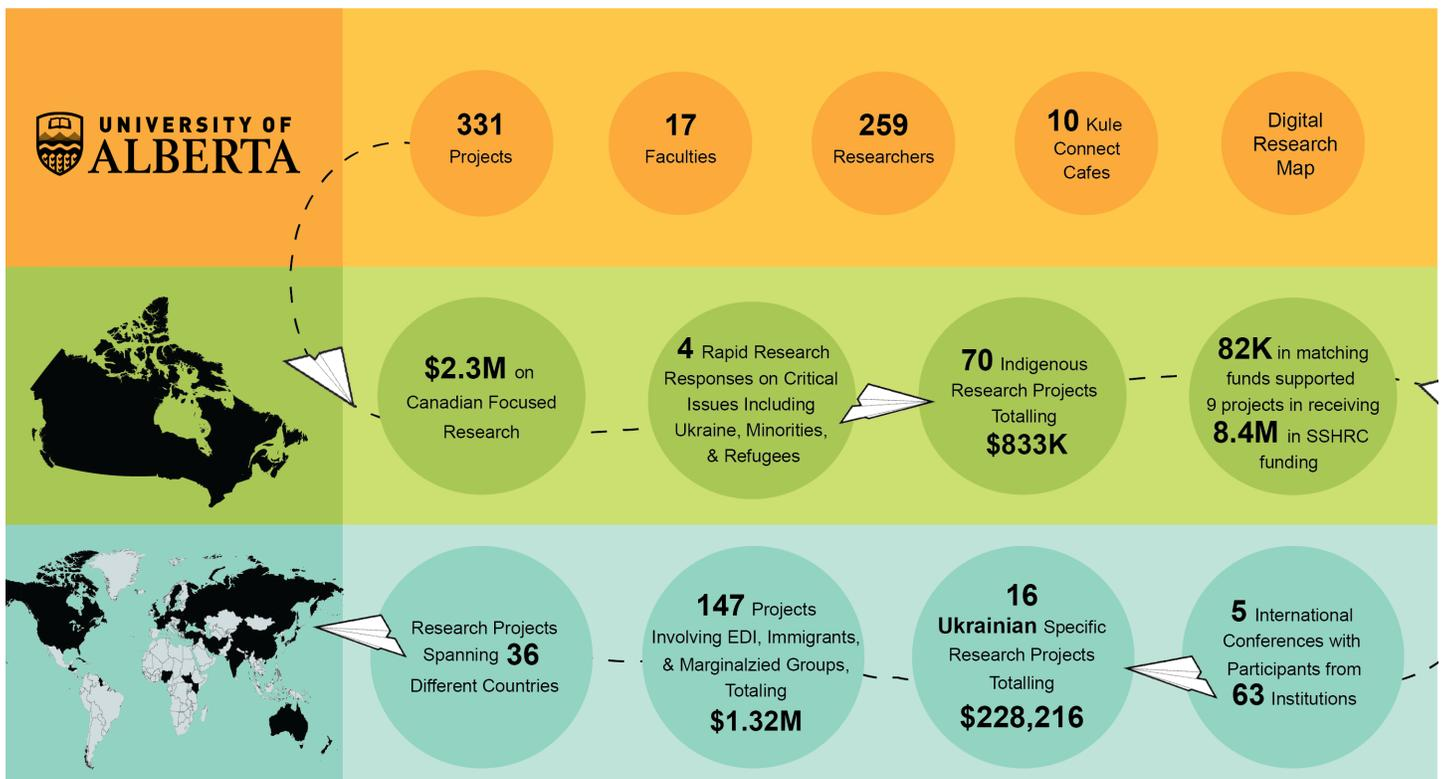 UNIVERSITY OF
ALBERTA
331
Projects
17
Faculties
259
Researchers
10 Kule
Connect
Cafes
Digital
Research
Map
$2.3M on
Canadian Focused
Research
4 Rapid Research
Responses on Critical
Issues Including
Ukraine, Minorities,
& Refugees
70 Indigenous
Research Projects
Totalling
$833K
82K in matching
funds supported
9 projects in receiving
8.4M in SSHRC
funding
Research Projects
Spanning 36
Different Countries
147 Projects
Involving EDI, Immigrants,
& Marginalzied Groups,
Totaling
$1.32M
16
Ukrainian Specific
Research Projects
Totalling
$228,216
5 International
Conferences with
Participants from
63 Institutions